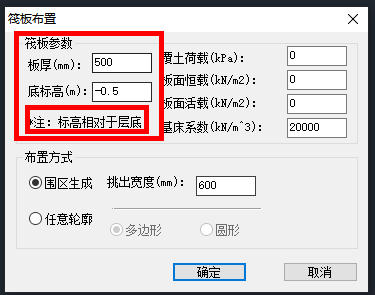 筏板布置
筏板参数
板厚(mm): 500
底标高(m): -0.5
*注: 标高相对于层底
覆土荷载(kPa): 0
板面恒载(kN/m2): 0
板面活载(kN/m2): 0
基床系数(kN/m^3): 20000
布置方式
围区生成 挑出宽度(mm): 600
任意轮廓
多边形 圆形
确定 取消